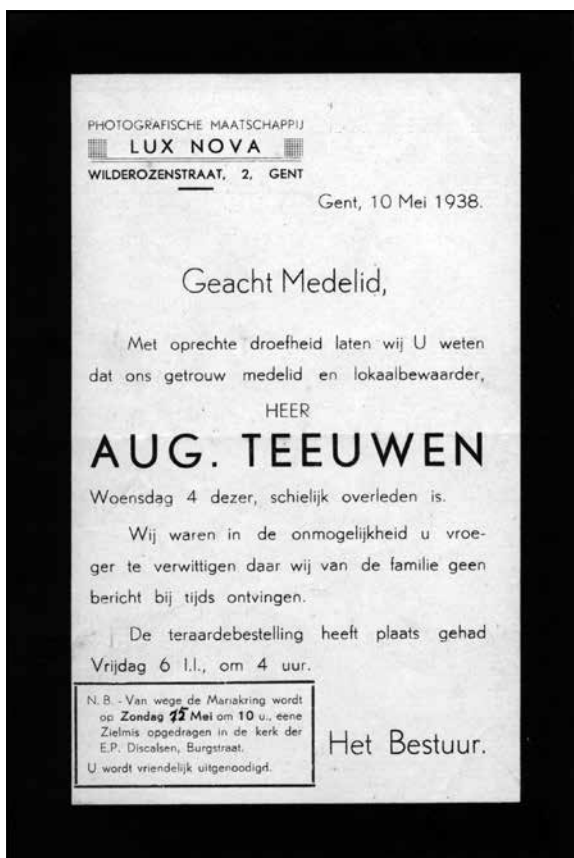 PHOTOGRAFISCHE MAATSCHAPPIJ
LUX NOVA
WILDEROZENSTRAAT, 2, GENT
Gent, 10 Mei 1938.
Geacht Medelid,
Met oprechte droefheid laten wij U weten
dat ons getrouw medelid en lokaalbewaarder,
HEER
AUG. TEEUWEN
Woensdag 4 dezer, schielijk overleden is.
Wij waren in de onmogelijkheid u vroe-
ger te verwittigen daar wij van de familie geen
bericht bij tijds ontvingen.
De teraardebestelling heeft plaats gehad
Vrijdag 6 l.l., om 4 uur.
N. B. - Van wege de Mariakring wordt
op Zondag 15 Mei om 10 u., eene
Zielmis opgedragen in de kerk der
E.P. Discalsen, Burgstraat.
U wordt vriendelijk uitgenoodigd.
Het Bestuur.